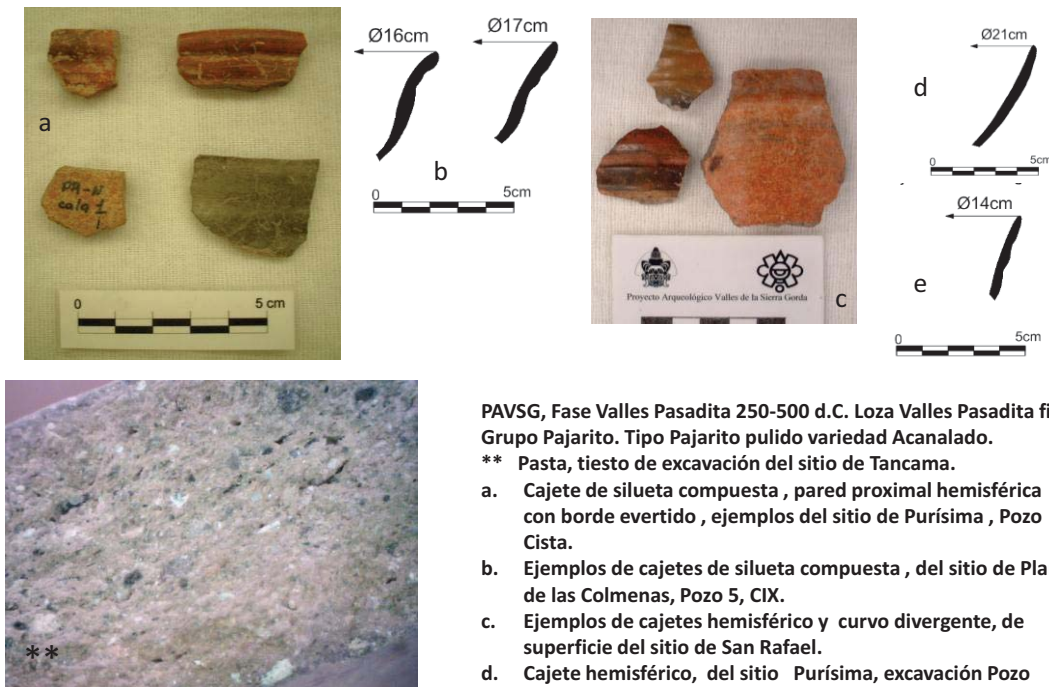 a
PA-N
cala 1
1
0 5 cm
Ø16cm
Ø17cm
b
0 5cm
Proyecto Arqueológico Valles de la Sierra Gorda
c
Ø21cm
d
0 5cm
Ø14cm
e
0 5cm
**
PAVSG, Fase Valles Pasadita 250-500 d.C. Loza Valles Pasadita fi
Grupo Pajarito. Tipo Pajarito pulido variedad Acanalado.
** Pasta, tiesto de excavación del sitio de Tancama.
a. Cajete de silueta compuesta , pared proximal hemisférica
con borde evertido , ejemplos del sitio de Purísima , Pozo
Cista.
b. Ejemplos de cajetes de silueta compuesta , del sitio de Pla
de las Colmenas, Pozo 5, CIX.
c. Ejemplos de cajetes hemisférico y curvo divergente, de
superficie del sitio de San Rafael.
d. Cajete hemisférico, del sitio Purísima, excavación Pozo